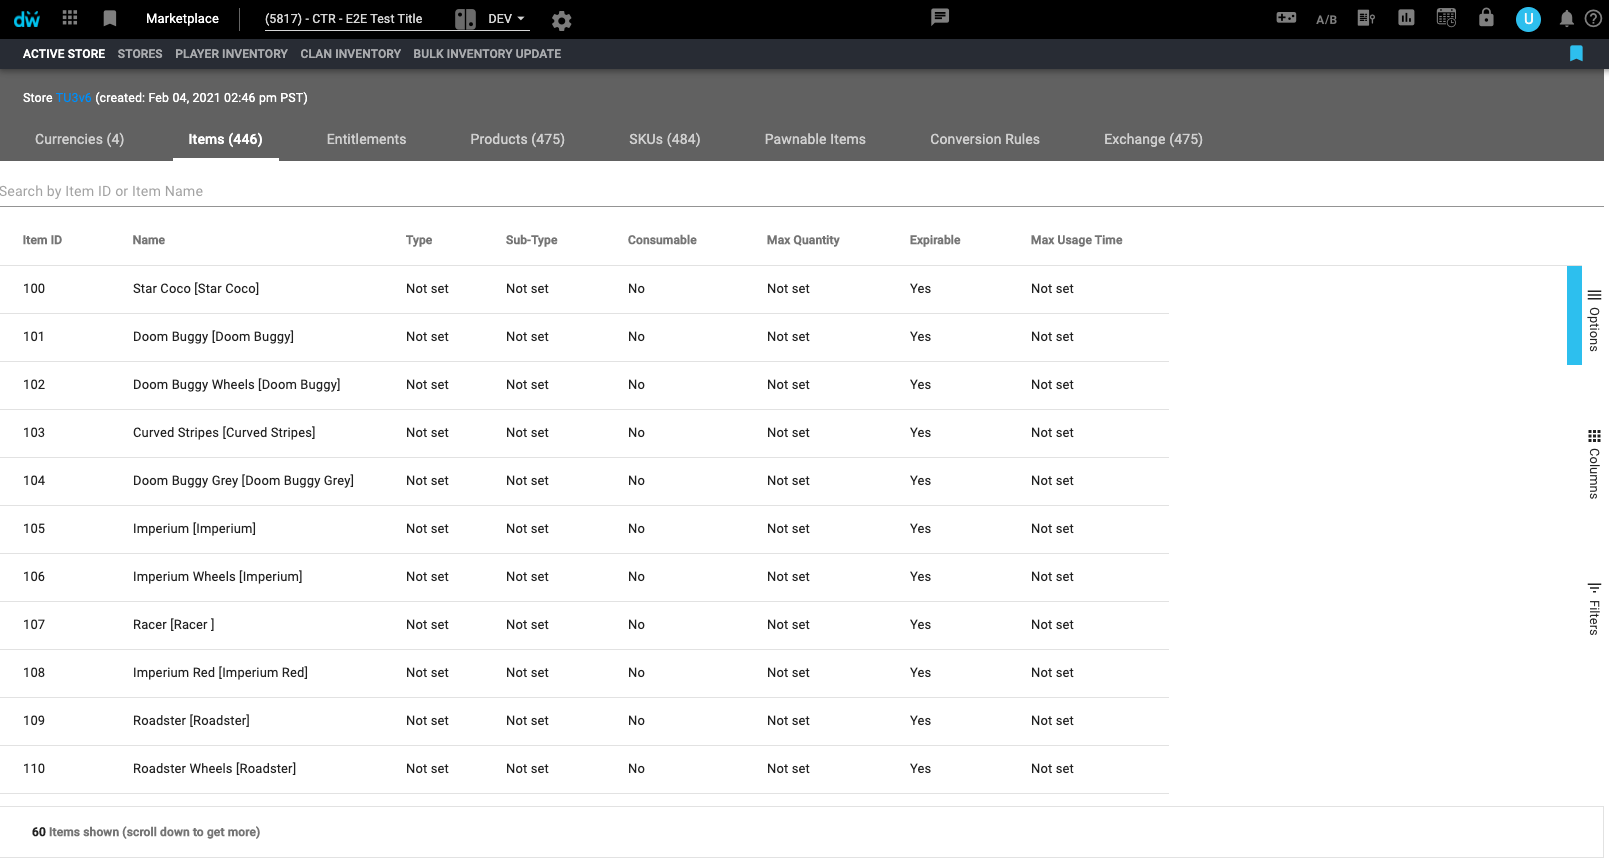 dw Marketplace (5817) - CTR - E2E Test Title DEV A/B U
ACTIVE STORE STORES PLAYER INVENTORY CLAN INVENTORY BULK INVENTORY UPDATE
Store TU3v6 (created: Feb 04, 2021 02:46 pm PST)
Currencies (4) Items (446) Entitlements Products (475) SKUs (484) Pawnable Items Conversion Rules Exchange (475)
Search by Item ID or Item Name
Item ID Name Type Sub-Type Consumable Max Quantity Expirable Max Usage Time
100 Star Coco [Star Coco] Not set Not set No Not set Yes Not set
101 Doom Buggy [Doom Buggy] Not set Not set No Not set Yes Not set
102 Doom Buggy Wheels [Doom Buggy] Not set Not set No Not set Yes Not set
103 Curved Stripes [Curved Stripes] Not set Not set No Not set Yes Not set
104 Doom Buggy Grey [Doom Buggy Grey] Not set Not set No Not set Yes Not set
105 Imperium [Imperium] Not set Not set No Not set Yes Not set
106 Imperium Wheels [Imperium] Not set Not set No Not set Yes Not set
107 Racer [Racer ] Not set Not set No Not set Yes Not set
108 Imperium Red [Imperium Red] Not set Not set No Not set Yes Not set
109 Roadster [Roadster] Not set Not set No Not set Yes Not set
110 Roadster Wheels [Roadster] Not set Not set No Not set Yes Not set
Options
Columns
Filters
60 Items shown (scroll down to get more)